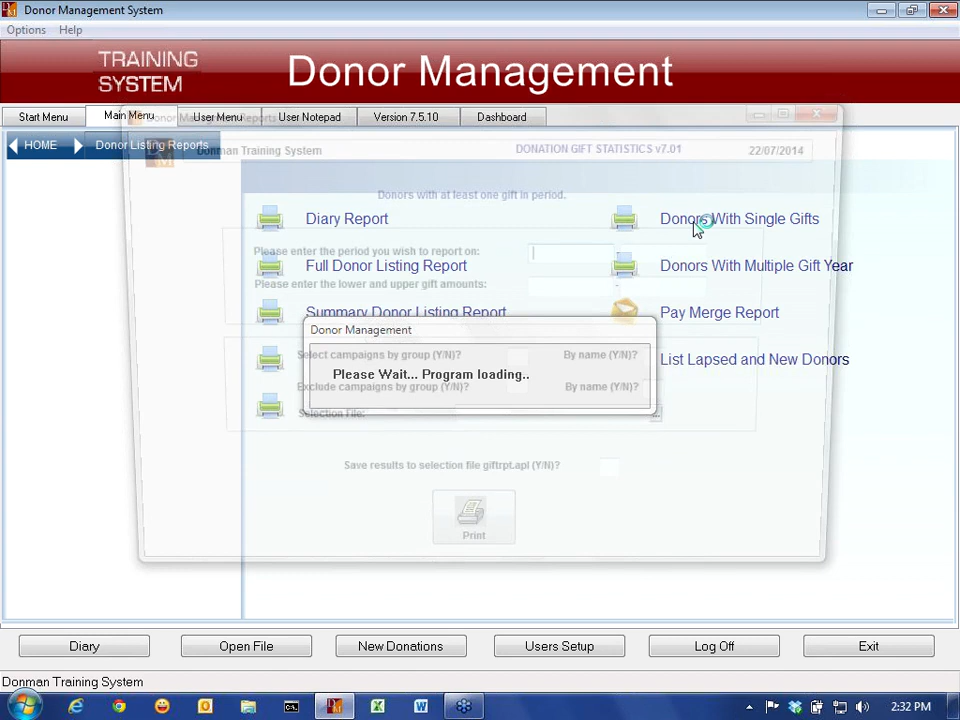 Donor Management System
Options Help
TRAINING
SYSTEM
Donor Management
Start Menu Main Menu User Menu User Notepad Version 7.5.10 Dashboard
Donor Management Reports
HOME Donor Listing Reports
Donman Training System DONATION GIFT STATISTICS v7.01 22/07/2014
Donors with at least one gift in period.
Diary Report Donors With Single Gifts
Please enter the period you wish to report on: -
Full Donor Listing Report Donors With Multiple Gift Year
Please enter the lower and upper gift amounts: -
Summary Donor Listing Report Pay Merge Report
Donor Management
Select campaigns by group (Y/N)? By name (Y/N)?
List Lapsed and New Donors
Please Wait... Program loading..
Exclude campaigns by group (Y/N)? By name (Y/N)?
Selection File: ...
Save results to selection file giftrpt.apl (Y/N)?
Print
Diary Open File New Donations Users Setup Log Off Exit
Donman Training System
2:32 PM